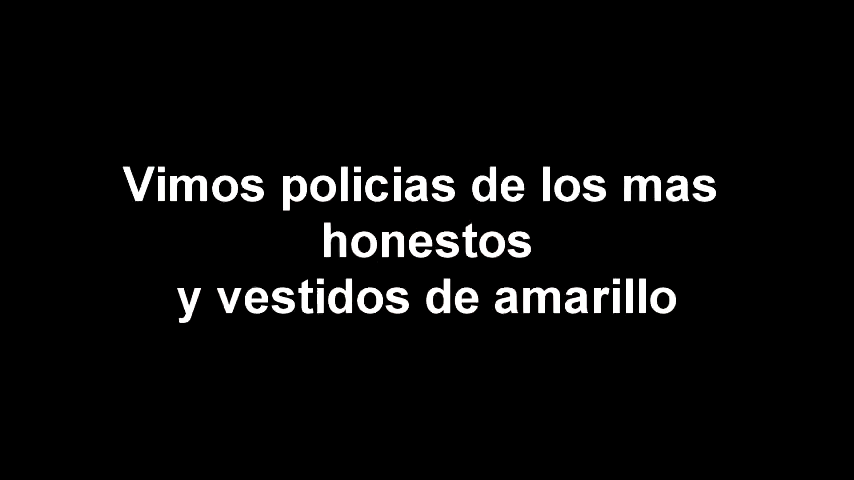 Vimos policias de los mas
honestos
y vestidos de amarillo